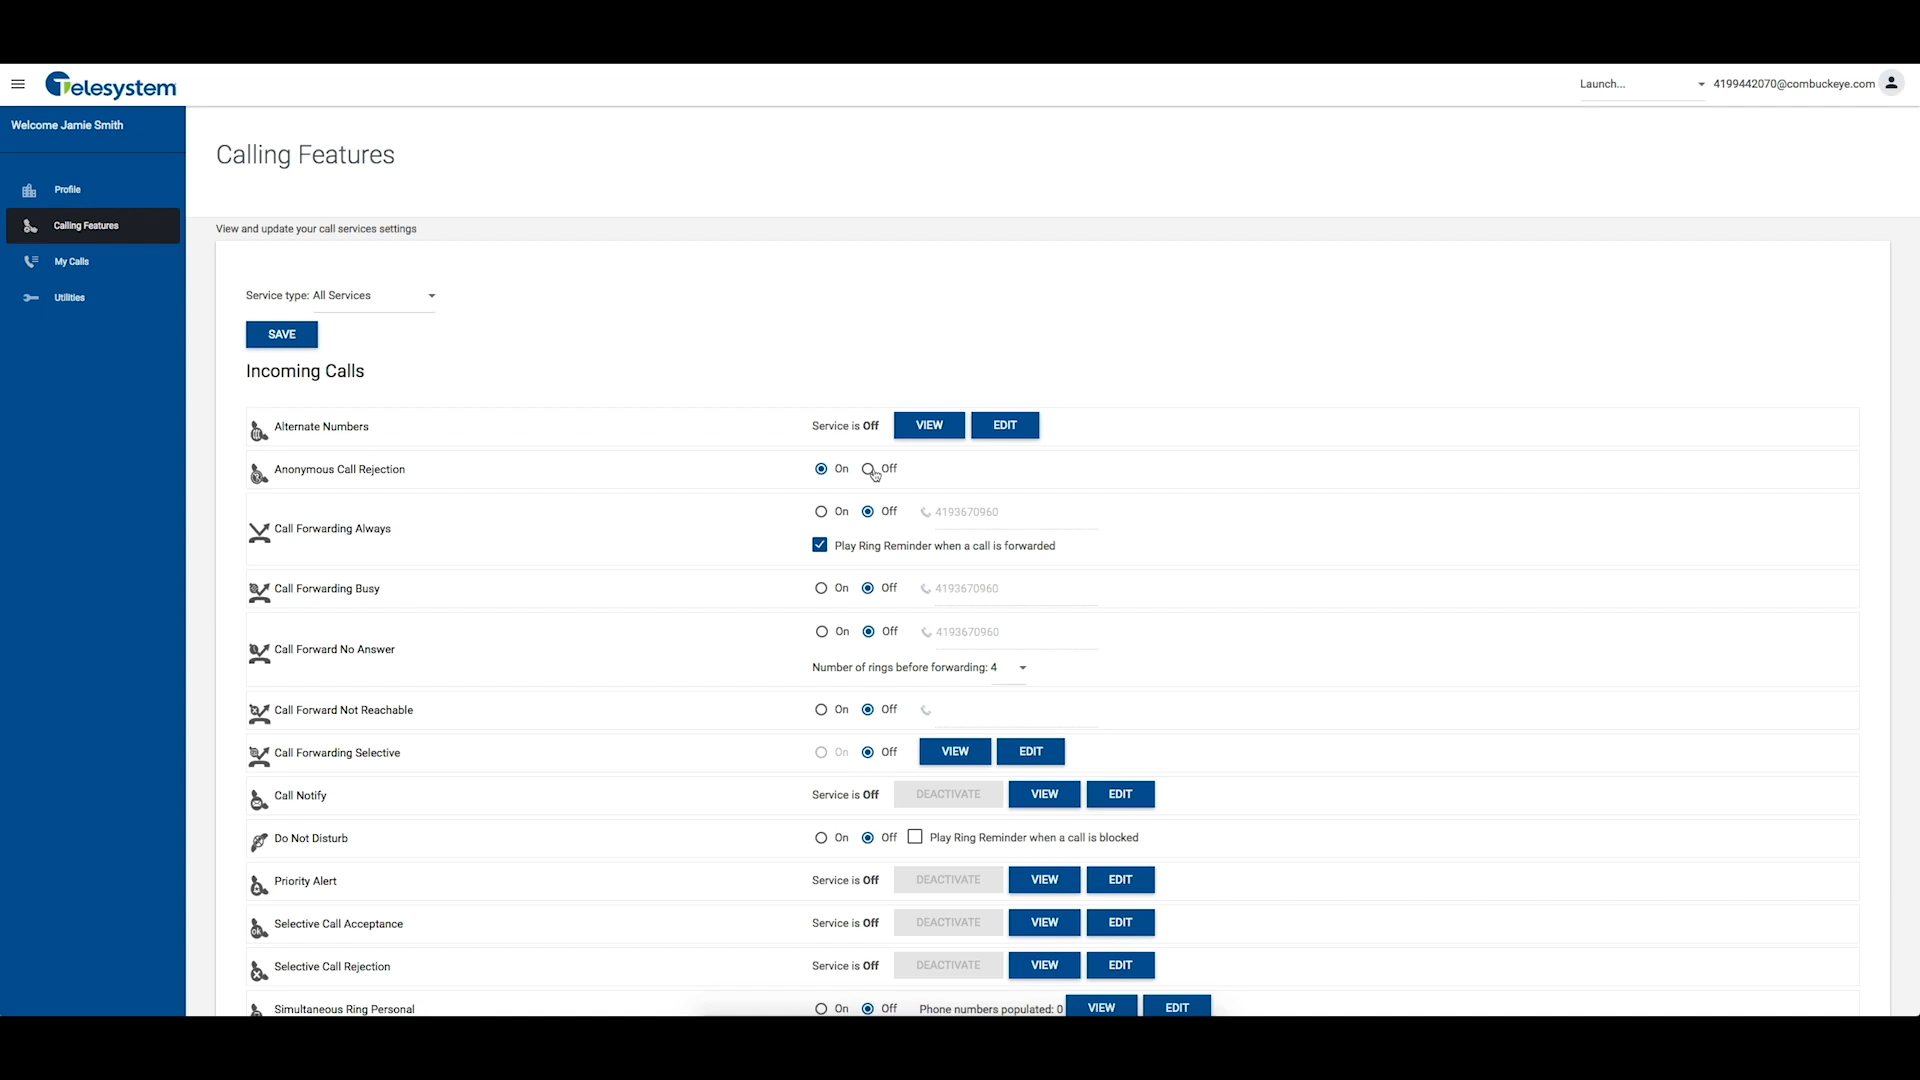 Telesystem
Launch...
4199442070@combuckeye.com
Welcome Jamie Smith
Profile
Calling Features
My Calls
Utilities
Calling Features
View and update your call services settings
Service type: All Services
SAVE
Incoming Calls
Alternate Numbers Service is Off VIEW EDIT
Anonymous Call Rejection On Off
On Off 4193670960
Call Forwarding Always
Play Ring Reminder when a call is forwarded
Call Forwarding Busy On Off 4193670960
On Off 4193670960
Call Forward No Answer
Number of rings before forwarding: 4
Call Forward Not Reachable On Off
Call Forwarding Selective On Off VIEW EDIT
Call Notify Service is Off DEACTIVATE VIEW EDIT
Do Not Disturb On Off Play Ring Reminder when a call is blocked
Priority Alert Service is Off DEACTIVATE VIEW EDIT
Selective Call Acceptance Service is Off DEACTIVATE VIEW EDIT
Selective Call Rejection Service is Off DEACTIVATE VIEW EDIT
Simultaneous Ring Personal On Off Phone numbers populated: 0 VIEW EDIT